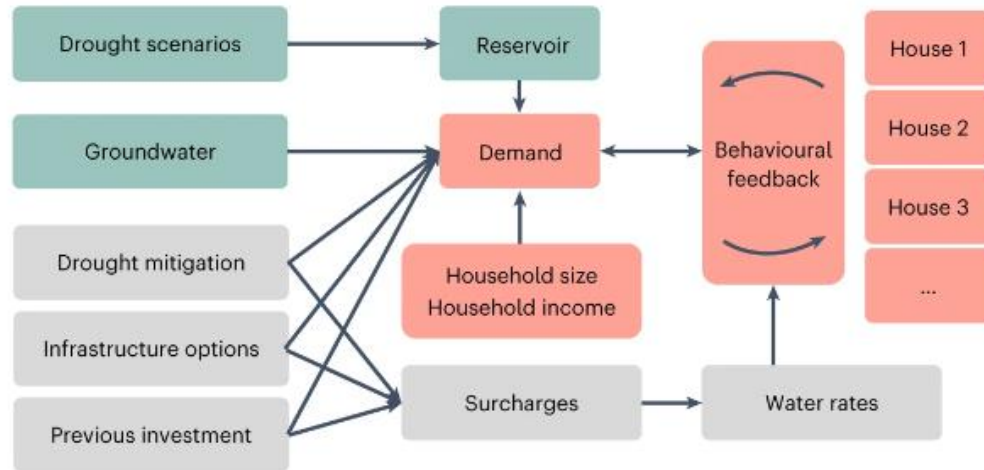 Drought scenarios
Reservoir
House 1
Groundwater
Demand
Behavioural
feedback
House 2
House 3
Drought mitigation
Household size
Household income
...
Infrastructure options
Surcharges
Water rates
Previous investment